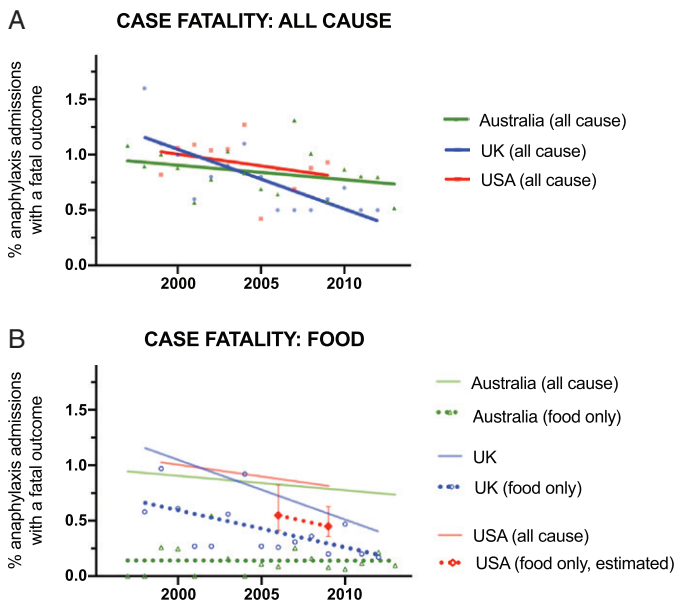 A
CASE FATALITY: ALL CAUSE
% anaphylaxis admissions
with a fatal outcome
1.5
1.0
0.5
0.0
2000
2005
2010
Australia (all cause)
UK (all cause)
USA (all cause)
B
CASE FATALITY: FOOD
% anaphylaxis admissions
with a fatal outcome
1.5
1.0
0.5
0.0
2000
2005
2010
Australia (all cause)
Australia (food only)
UK
UK (food only)
USA (all cause)
USA (food only, estimated)